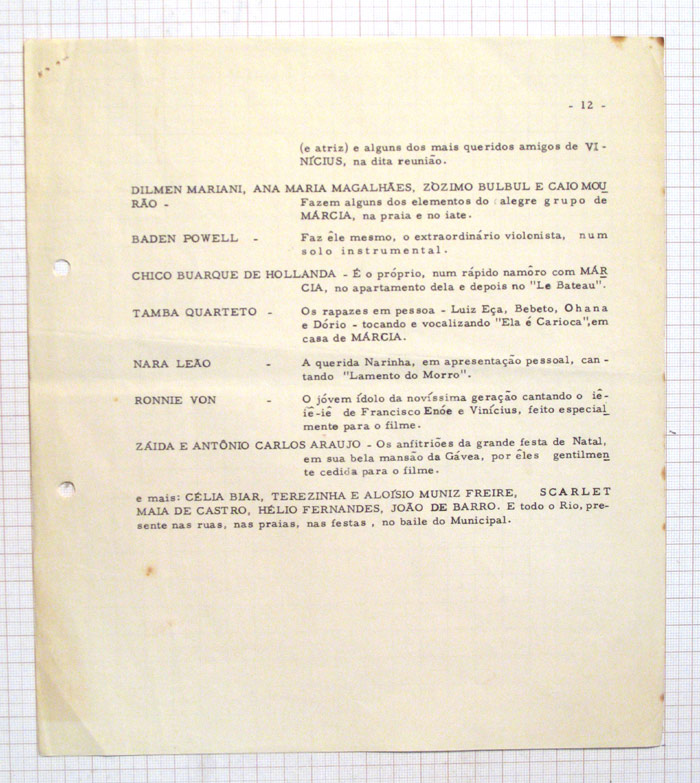 - 12 -
(e atriz) e alguns dos mais queridos amigos de VI-
NÍCIUS, na dita reunião.
DILMEN MARIANI, ANA MARIA MAGALHÃES, ZÒZIMO BULBUL E CAIO MOU
RÃO - Fazem alguns dos elementos do alegre grupo de
MÁRCIA, na praia e no iate.
BADEN POWELL - Faz êle mesmo, o extraordinário violonista, num
solo instrumental.
CHICO BUARQUE DE HOLLANDA - É o próprio, num rápido namôro com MÁR
CIA, no apartamento dela e depois no "Le Bateau".
TAMBA QUARTETO - Os rapazes em pessoa - Luiz Eça, Bebeto, Ohana
e Dório - tocando e vocalizando "Ela é Carioca", em
casa de MÁRCIA.
NARA LEÃO - A querida Narinha, em apresentação pessoal, can-
tando "Lamento do Morro".
RONNIE VON - O jóvem ídolo da novíssima geração cantando o iê-
iê-iê de Francisco Enóe e Vinícius, feito especial
mente para o filme.
ZÁIDA E ANTÔNIO CARLOS ARAUJO - Os anfitriões da grande festa de Natal,
em sua bela mansão da Gávea, por êles gentilmen
te cedida para o filme.
e mais: CÉLIA BIAR, TEREZINHA E ALOÍSIO MUNIZ FREIRE, SCARLET
MAIA DE CASTRO, HÉLIO FERNANDES, JOÃO DE BARRO. E todo o Rio, pre-
sente nas ruas, nas praias, nas festas, no baile do Municipal.